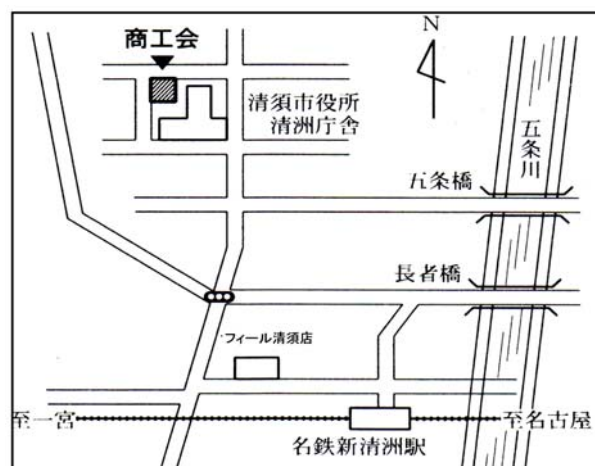 商工会
N
清須市役所
清洲庁舎
五条川
五条橋
長者橋
フィール清須店
至一宮
至名古屋
名鉄新清洲駅